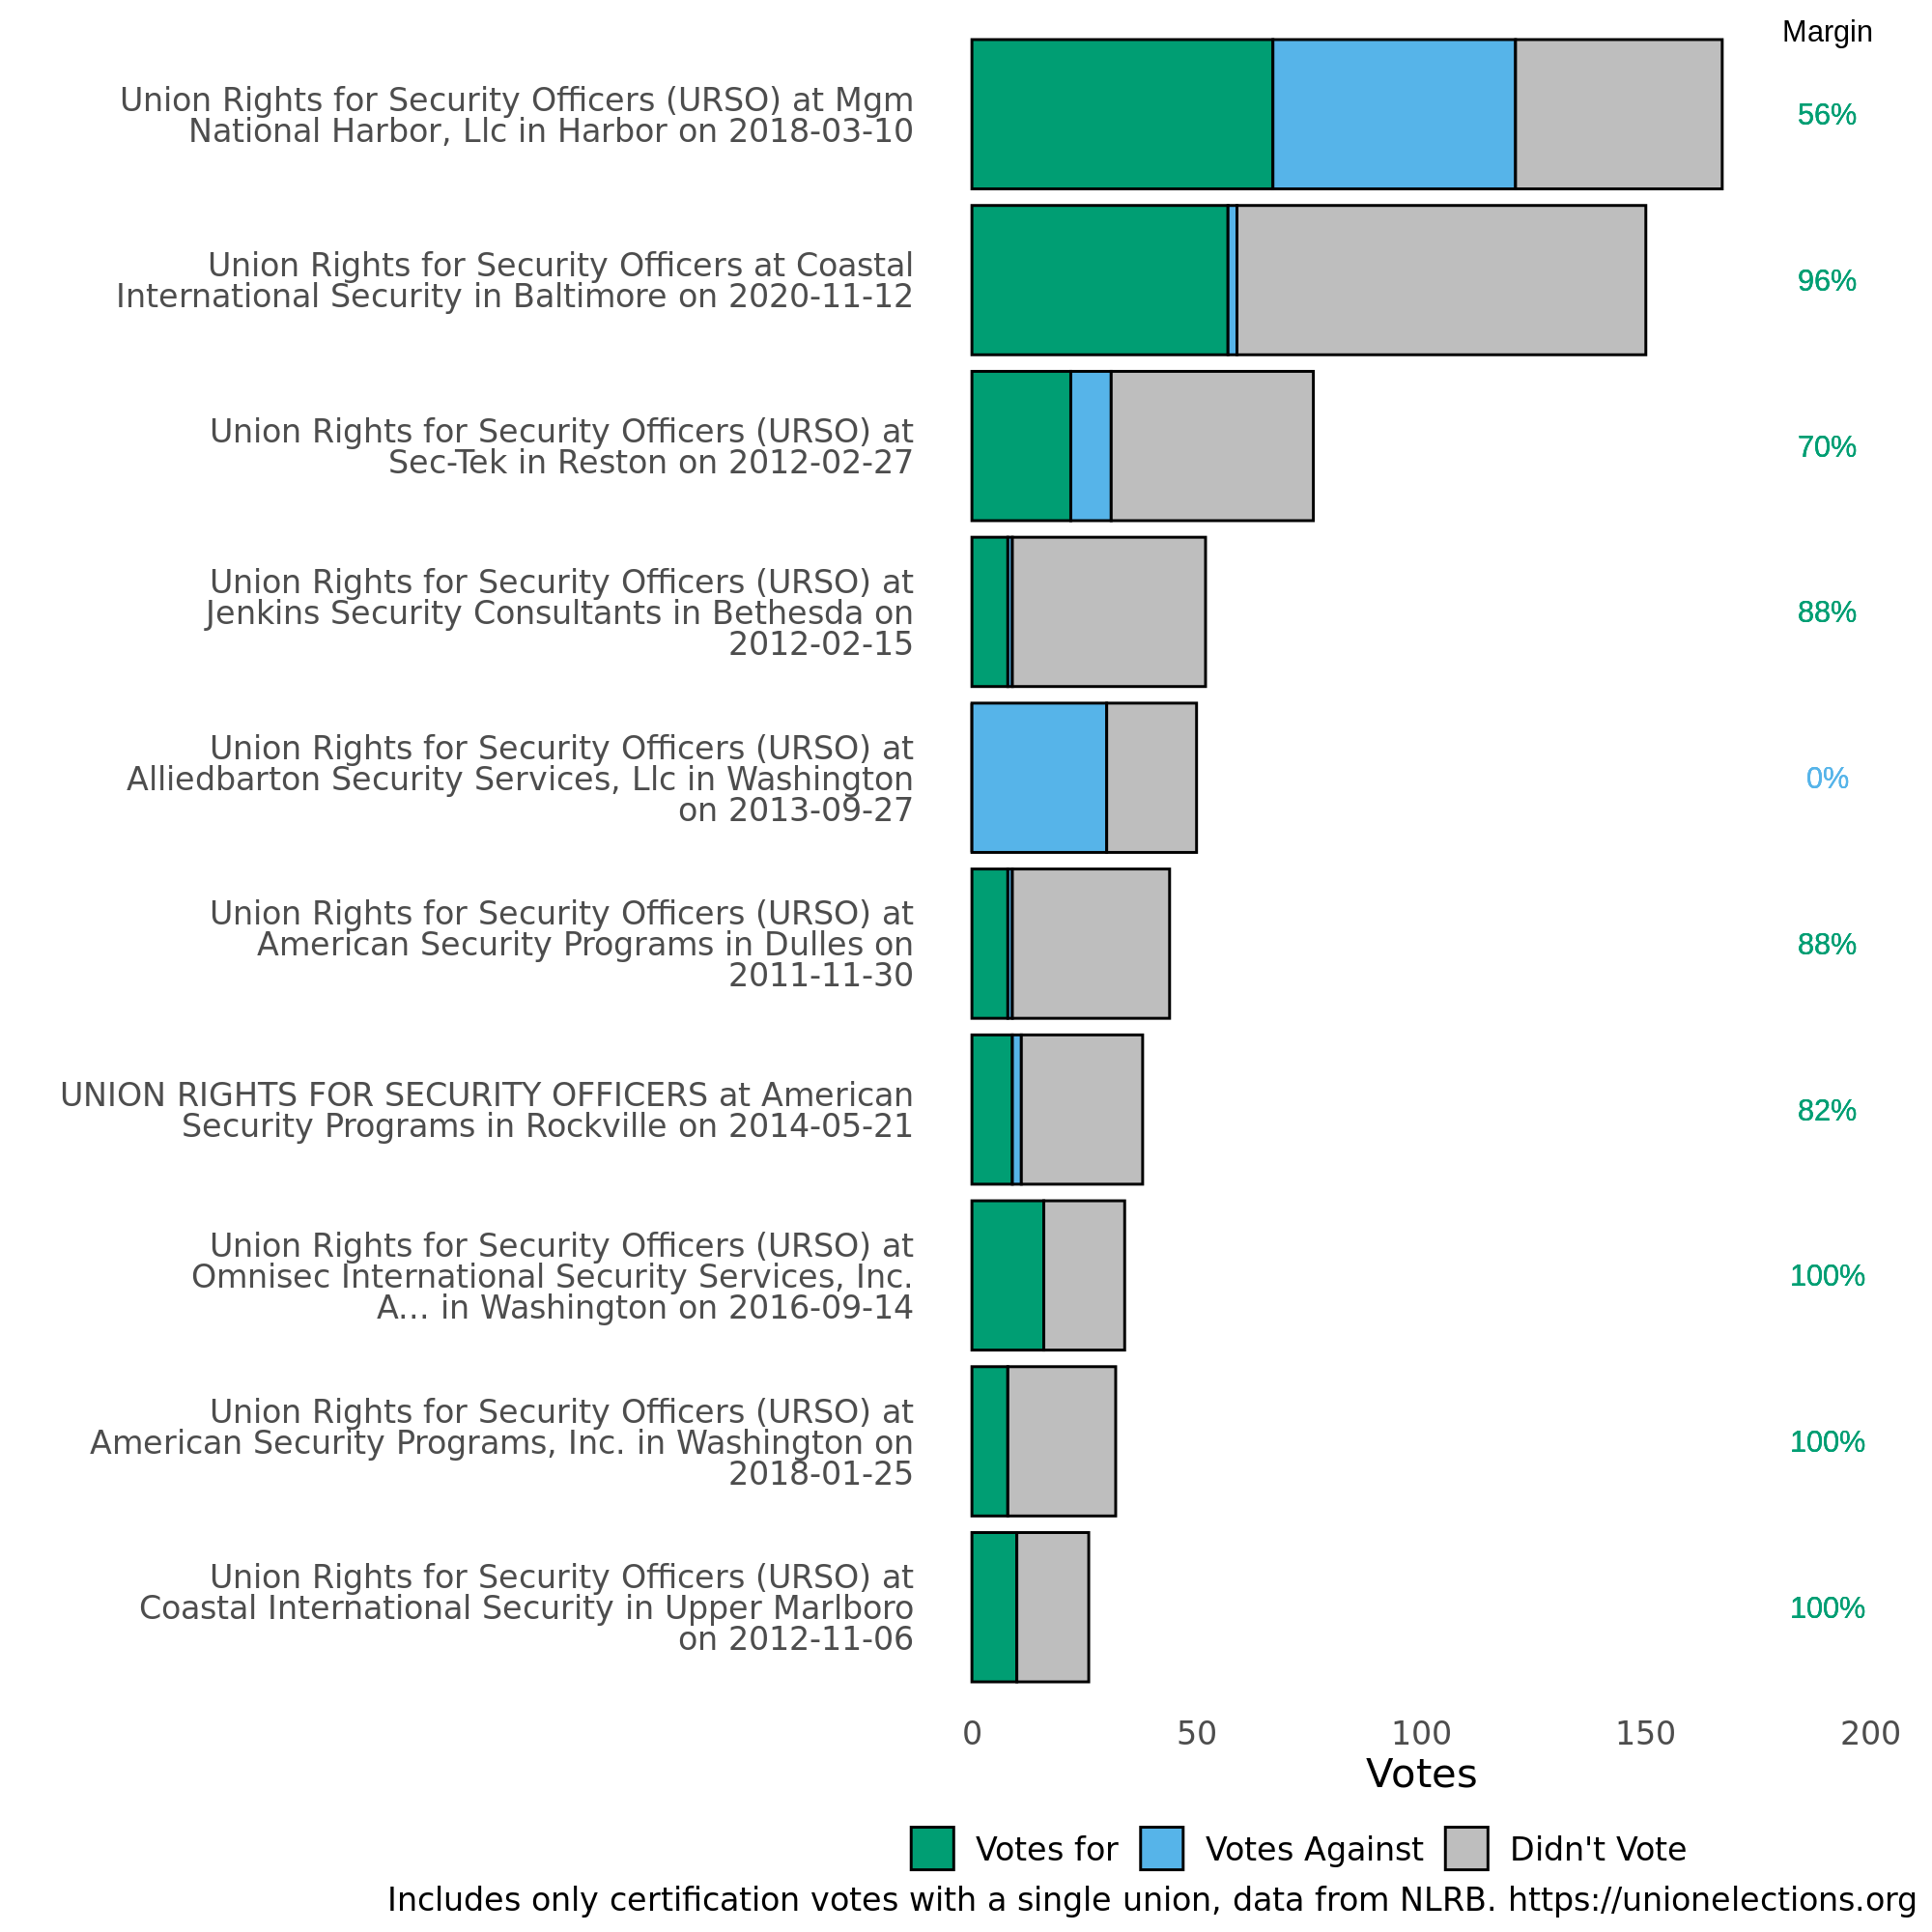 Margin
Union Rights for Security Officers (URSO) at Mgm
National Harbor, Llc in Harbor on 2018-03-10
56%
Union Rights for Security Officers at Coastal
International Security in Baltimore on 2020-11-12
96%
Union Rights for Security Officers (URSO) at
Sec-Tek in Reston on 2012-02-27
70%
Union Rights for Security Officers (URSO) at
Jenkins Security Consultants in Bethesda on
2012-02-15
88%
Union Rights for Security Officers (URSO) at
Alliedbarton Security Services, Llc in Washington
on 2013-09-27
0%
Union Rights for Security Officers (URSO) at
American Security Programs in Dulles on
2011-11-30
88%
UNION RIGHTS FOR SECURITY OFFICERS at American
Security Programs in Rockville on 2014-05-21
82%
Union Rights for Security Officers (URSO) at
Omnisec International Security Services, Inc.
A... in Washington on 2016-09-14
100%
Union Rights for Security Officers (URSO) at
American Security Programs, Inc. in Washington on
2018-01-25
100%
Union Rights for Security Officers (URSO) at
Coastal International Security in Upper Marlboro
on 2012-11-06
100%
0 50 100 150 200
Votes
Votes for Votes Against Didn't Vote
Includes only certification votes with a single union, data from NLRB. https://unionelections.org